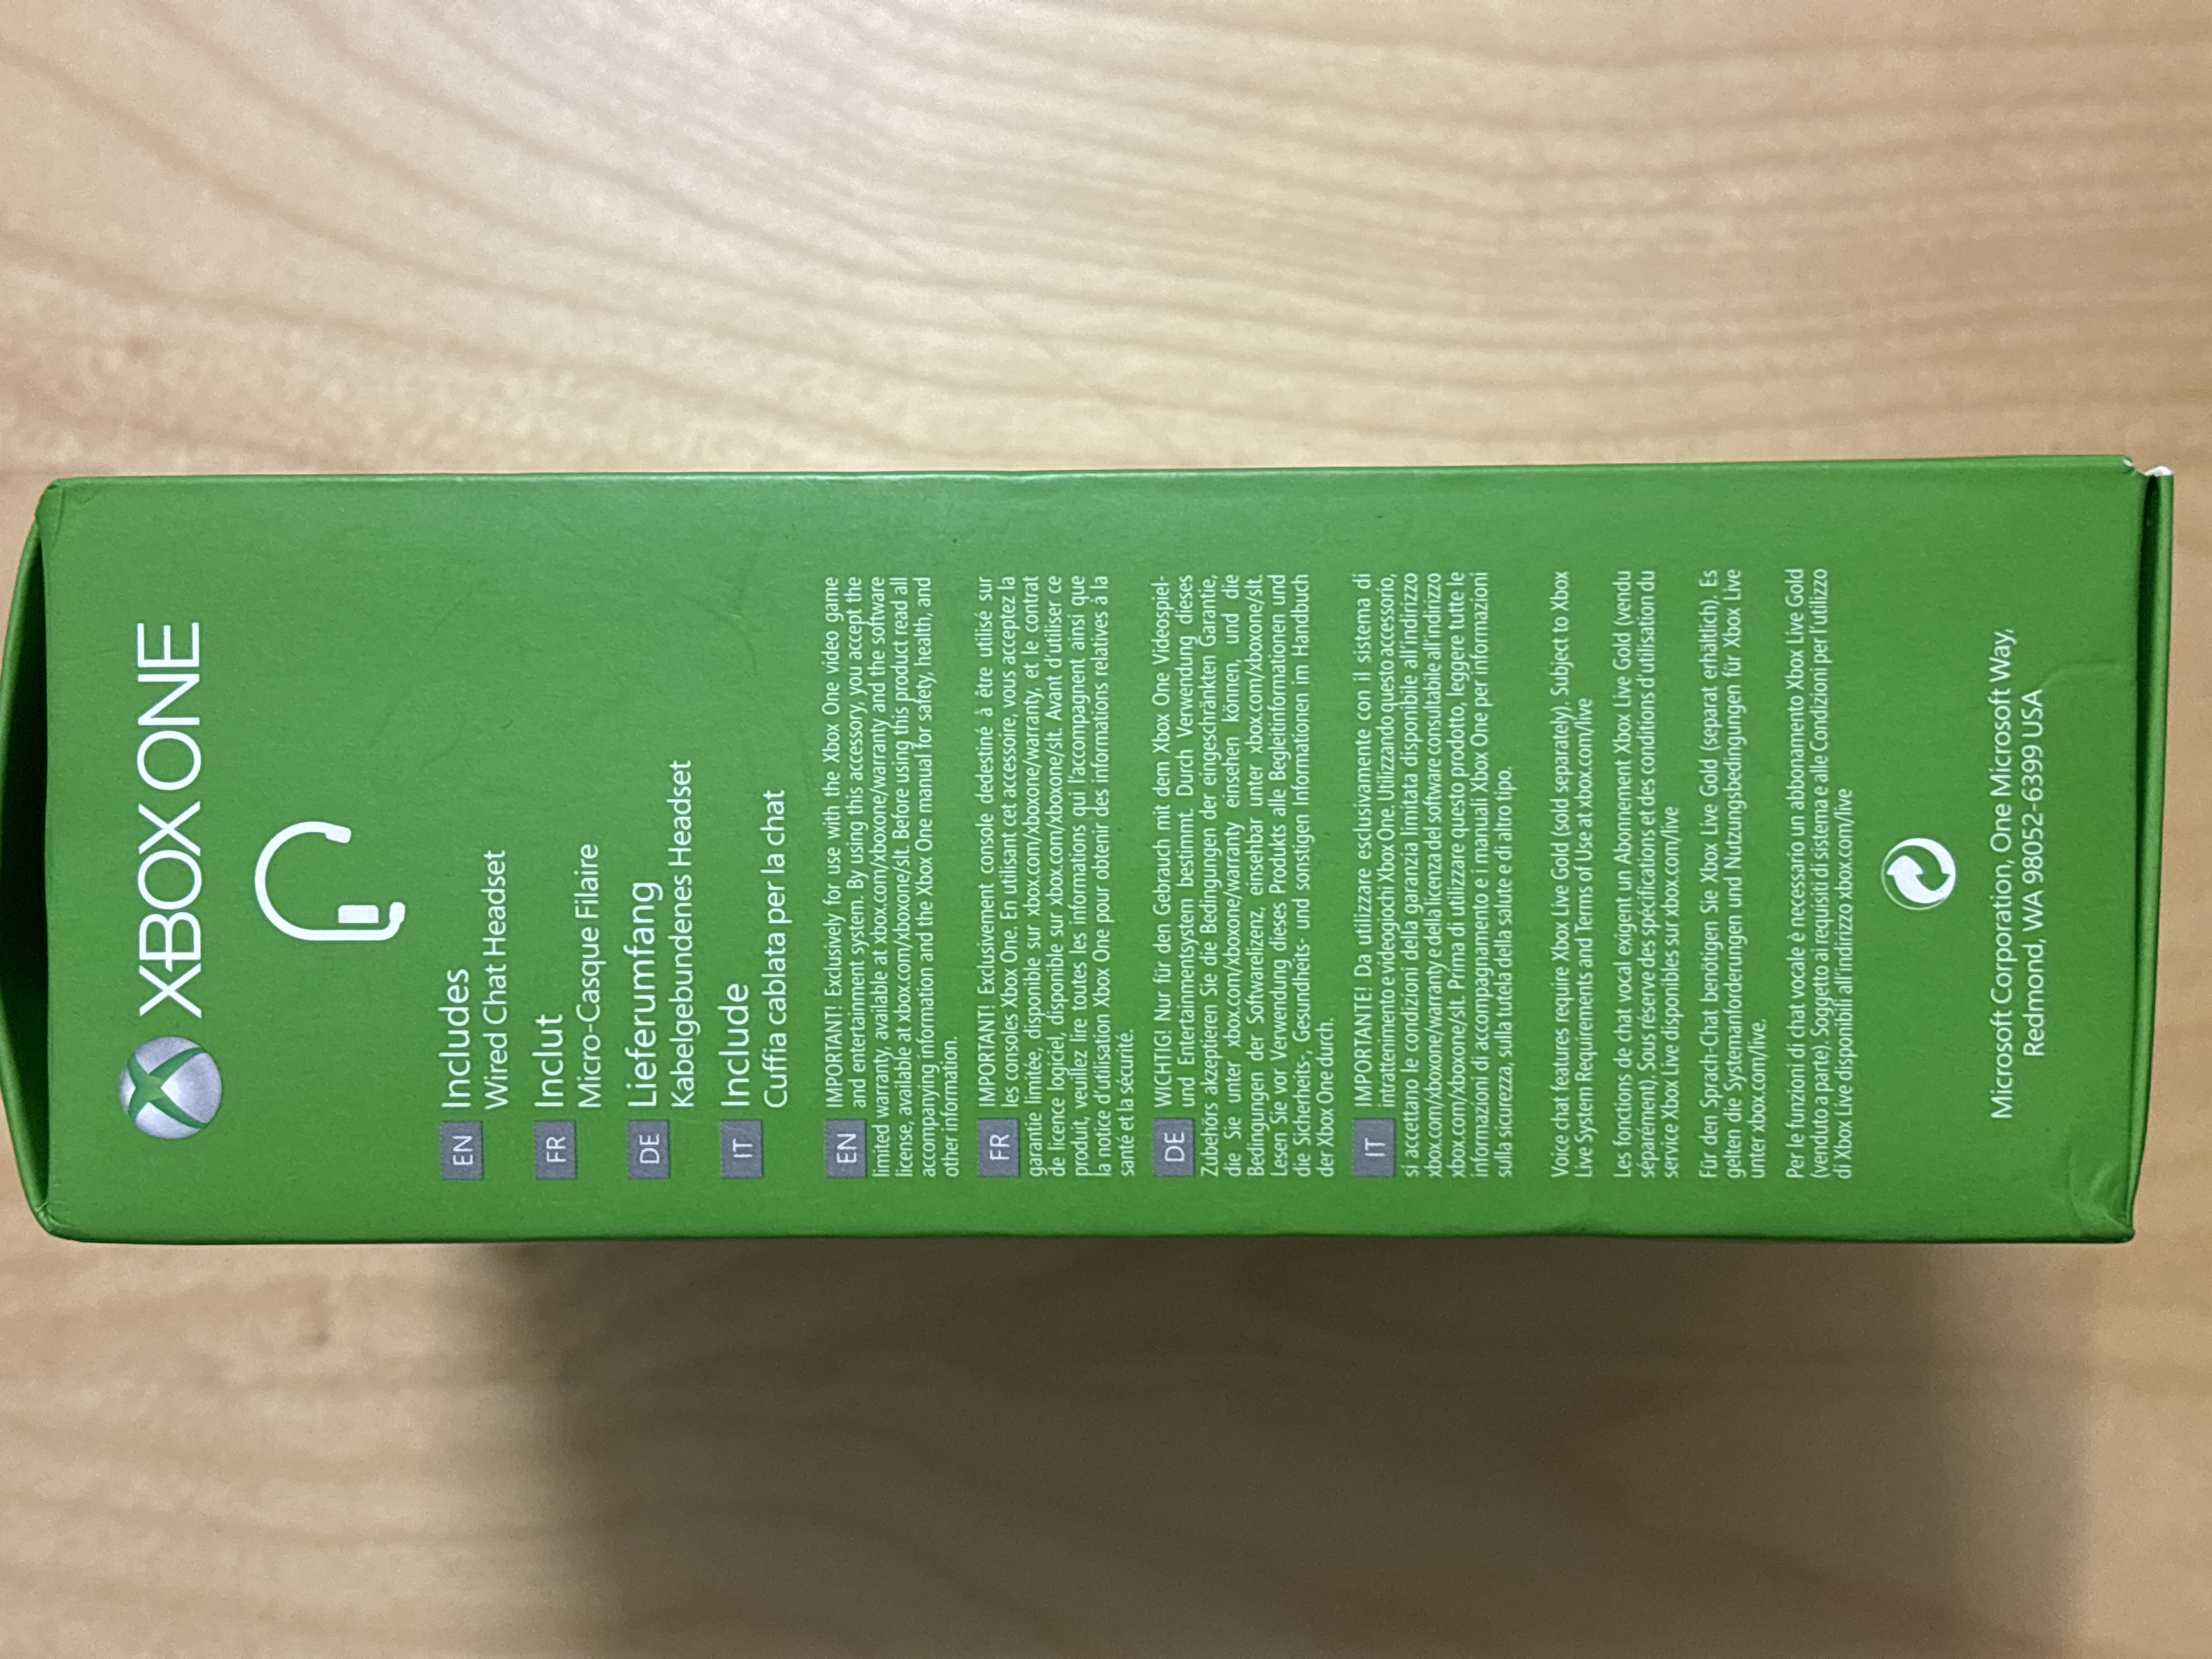 XBOX ONE
EN Includes
Wired Chat Headset
FR Inclut
Micro-Casque Filaire
DE Lieferumfang
Kabelgebundenes Headset
IT Include
Cuffia cablata per la chat
EN IMPORTANT! Exclusively for use with the Xbox One video game
and entertainment system. By using this accessory, you accept the
limited warranty, available at xbox.com/xboxone/warranty and the software
license, available at xbox.com/xboxone/slt. Before using this product read all
accompanying information and the Xbox One manual for safety, health, and
other information.
FR IMPORTANT! Exclusivement console dedestiné à être utilisé sur
les consoles Xbox One. En utilisant cet accessoire, vous acceptez la
garantie limitée, disponible sur xbox.com/xboxone/warranty, et le contrat
de licence logiciel, disponible sur xbox.com/xboxone/slt. Avant d'utiliser ce
produit, veuillez lire toutes les informations qui l'accompagnent ainsi que
la notice d'utilisation Xbox One pour obtenir des informations relatives à la
santé et la sécurité.
DE WICHTIG! Nur für den Gebrauch mit dem Xbox One Videospiel-
und Entertainmentsystem bestimmt. Durch Verwendung dieses
Zubehörs akzeptieren Sie die Bedingungen der eingeschränkten Garantie,
die Sie unter xbox.com/xboxone/warranty einsehen können, und die
Bedingungen der Softwarelizenz, einsehbar unter xbox.com/xboxone/slt.
Lesen Sie vor Verwendung dieses Produkts alle Begleitinformationen und
die Sicherheits-, Gesundheits- und sonstigen Informationen im Handbuch
der Xbox One durch.
IT IMPORTANTE! Da utilizzare esclusivamente con il sistema di
intrattenimento e videogiochi Xbox One. Utilizzando questo accessorio,
si accettano le condizioni della garanzia limitata disponibile all'indirizzo
xbox.com/xboxone/warranty e della licenza del software consultabile all'indirizzo
xbox.com/xboxone/slt. Prima di utilizzare questo prodotto, leggere tutte le
informazioni di accompagnamento e i manuali Xbox One per informazioni
sulla sicurezza, sulla tutela della salute e di altro tipo.
Voice chat features require Xbox Live Gold (sold separately). Subject to Xbox
Live System Requirements and Terms of Use at xbox.com/live
Les fonctions de chat vocal exigent un Abonnement Xbox Live Gold (vendu
séparement). Sous réserve des spécifications et des conditions d'utilisation du
service Xbox Live disponibles sur xbox.com/live
Für den Sprach-Chat benötigen Sie Xbox Live Gold (separat erhältlich). Es
gelten die Systemanforderungen und Nutzungsbedingungen für Xbox Live
unter xbox.com/live.
Per le funzioni di chat vocale è necessario un abbonamento Xbox Live Gold
(venduto a parte). Soggetto ai requisiti di sistema e alle Condizioni per l'utilizzo
di Xbox Live disponibili all'indirizzo xbox.com/live
Microsoft Corporation, One Microsoft Way,
Redmond, WA 98052-6399 USA